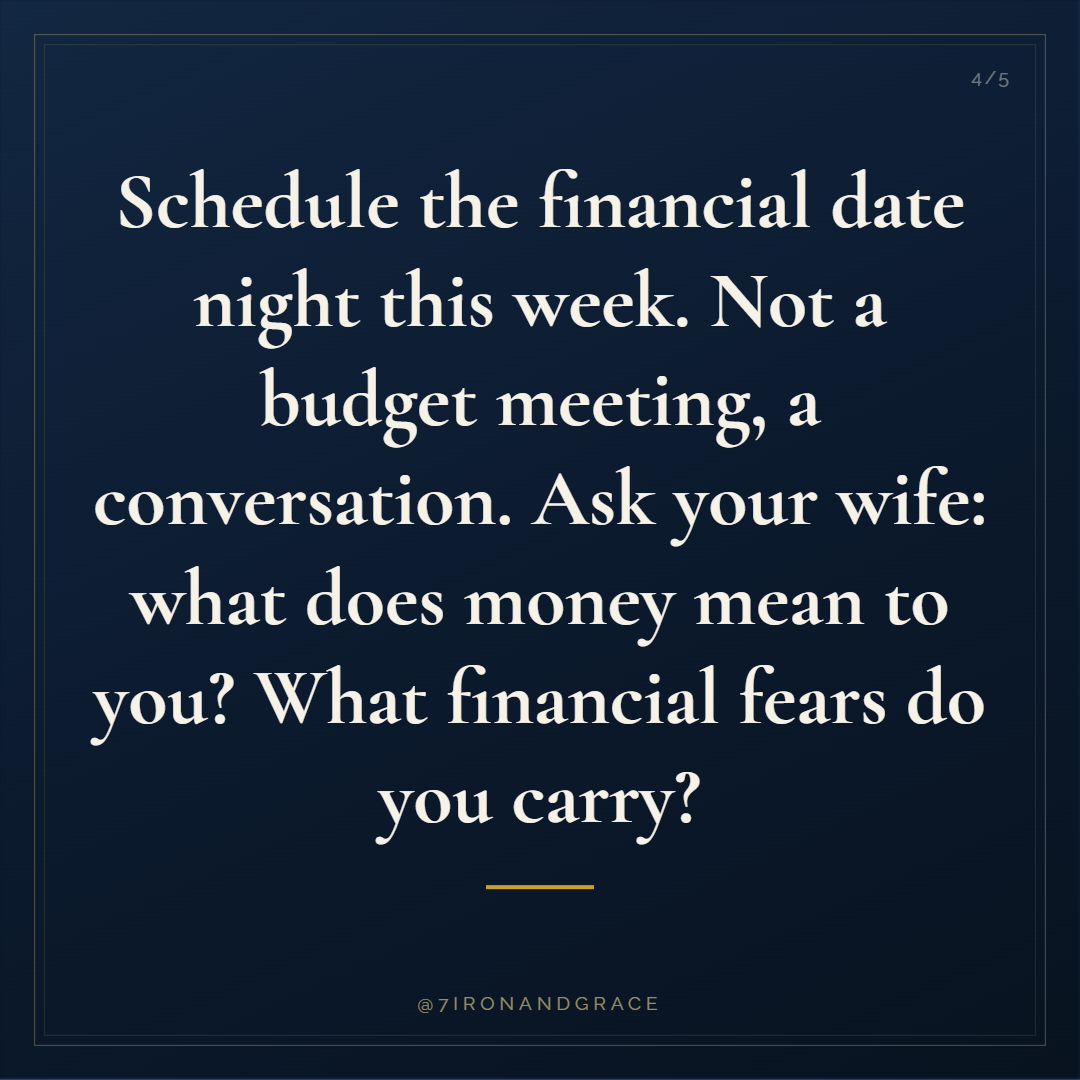 4/5
Schedule the financial date
night this week. Not a
budget meeting, a
conversation. Ask your wife:
what does money mean to
you? What financial fears do
you carry?
@7IRONANDGRACE